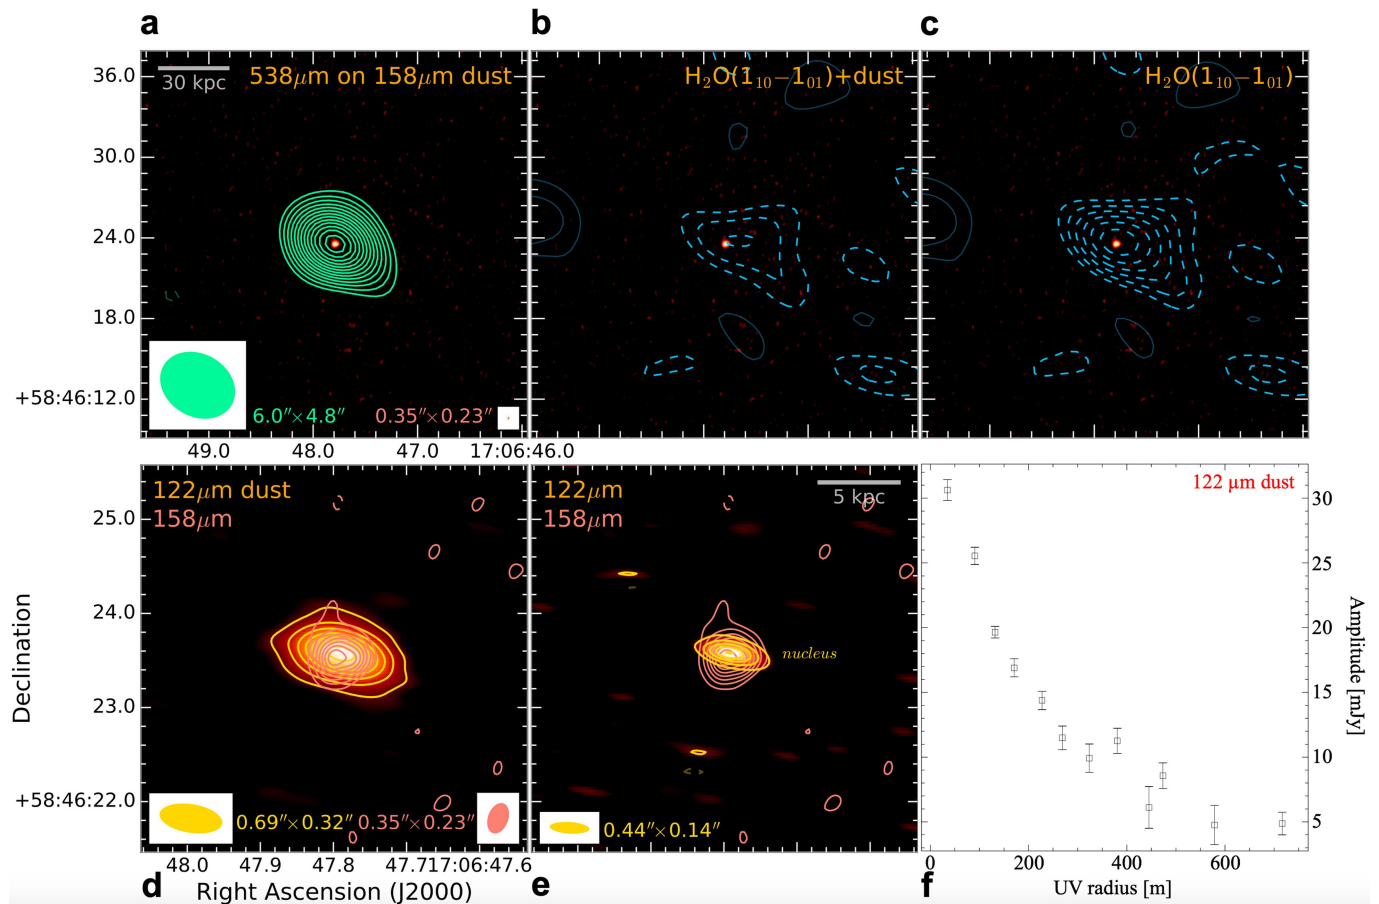 a
b
c
538μm on 158μm dust
30 kpc
H₂O(1₁₀−1₀₁)+dust
H₂O(1₁₀−1₀₁)
36.0
30.0
24.0
18.0
+58:46:12.0
6.0″×4.8″
0.35″×0.23″
49.0
48.0
47.0
17:06:46.0
122μm dust
158μm
122μm
158μm
5 kpc
122 μm dust
nucleus
25.0
24.0
23.0
+58:46:22.0
Declination
0.69″×0.32″
0.35″×0.23″
0.44″×0.14″
48.0
47.9
47.8
47.7
17:06:47.6
Right Ascension (J2000)
30
25
20
15
10
5
Amplitude [mJy]
0
200
400
600
UV radius [m]
d
e
f